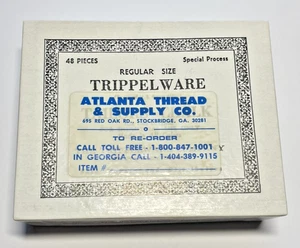 48 PIECES
Special Process
REGULAR SIZE
TRIPPELWARE
ATLANTA THREAD
& SUPPLY CO.
695 RED OAK RD., STOCKBRIDGE, GA. 30281
TO RE-ORDER
CALL TOLL FREE - 1-800-847-1001
IN GEORGIA CALL - 1-404-389-9115
ITEM #